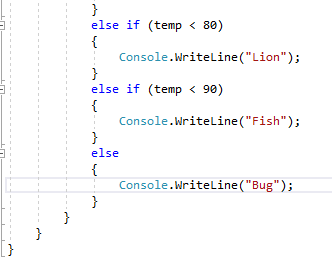 }
else if (temp < 80)
{
Console.WriteLine("Lion");
}
else if (temp < 90)
{
Console.WriteLine("Fish");
}
else
{
Console.WriteLine("Bug");
}
}
}
}